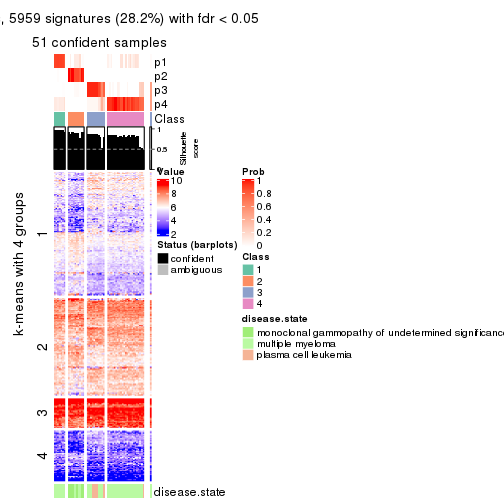 , 5959 signatures (28.2%) with fdr < 0.05
51 confident samples
p1
p2
p3
p4
Class
1
0.5
0
Silhouette
score
k-means with 4 groups
1
2
3
4
disease.state
Value
10
8
6
4
2
Status (barplots)
confident
ambiguous
Prob
1
0.8
0.6
0.4
0.2
0
Class
1
2
3
4
disease.state
monoclonal gammopathy of undetermined significance
multiple myeloma
plasma cell leukemia